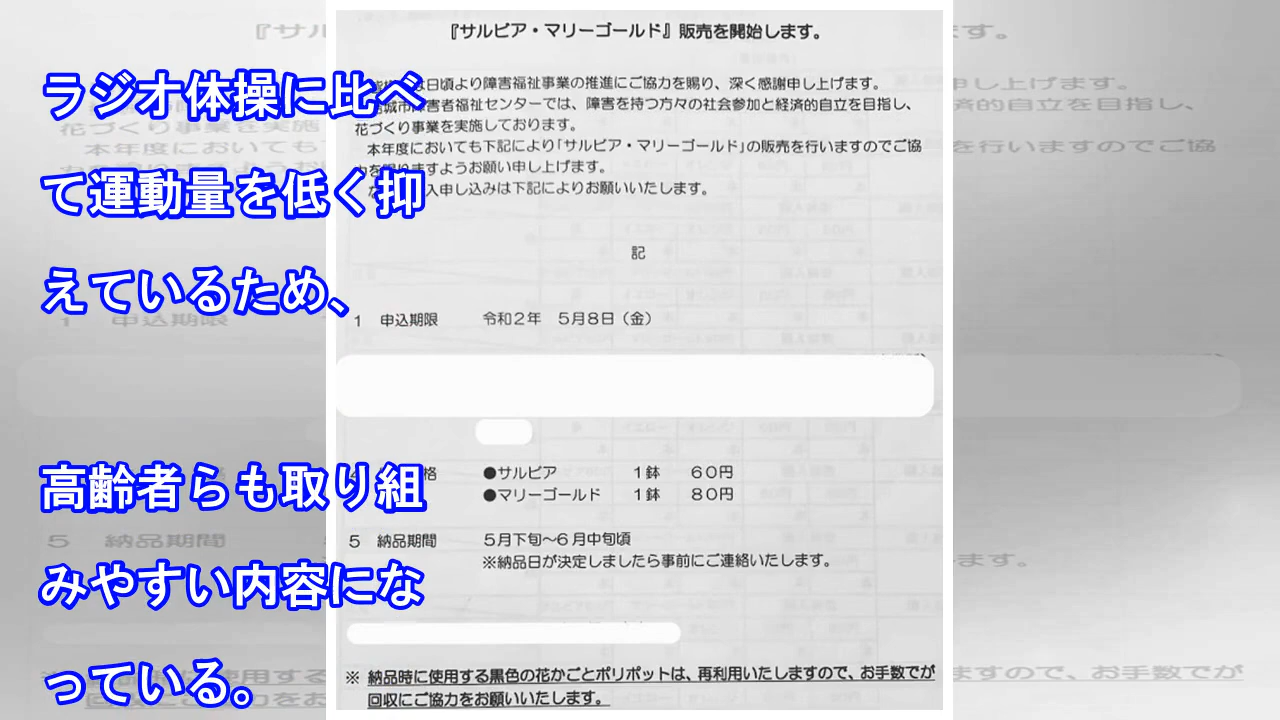 ラジオ体操に比べ
て運動量を低く抑
えているため、
高齢者らも取り組
みやすい内容にな
っている。
『サルビア・マリーゴールド』販売を開始します。
は日頃より障害福祉事業の推進にご協力を賜り、深く感謝申し上げます。
城市障害者福祉センターでは、障害を持つ方々の社会参加と経済的自立を目指し、
花づくり事業を実施しております。
本年度においても下記により「サルビア・マリーゴールド」の販売を行いますのでご協
力を賜りますようお願い申し上げます。
入申し込みは下記によりお願いいたします。
記
1 申込期限 令和2年 5月8日（金）
格 ●サルビア 1鉢 60円
●マリーゴールド 1鉢 80円
5 納品期間 5月下旬～6月中旬頃
※納品日が決定しましたら事前にご連絡いたします。
※ 納品時に使用する黒色の花かごとポリポットは、再利用いたしますので、お手数でが
回収にご協力をお願いいたします。